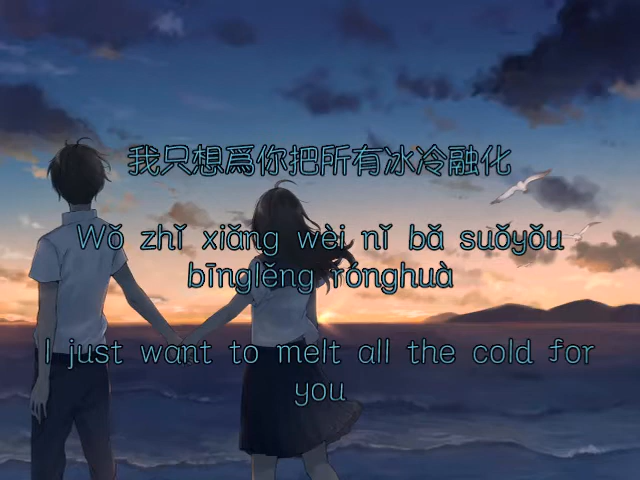 我只想爲你把所有冰冷融化
Wǒ zhǐ xiǎng wèi nǐ bǎ suǒyǒu
bīnglěng rónghuà
I just want to melt all the cold for
you